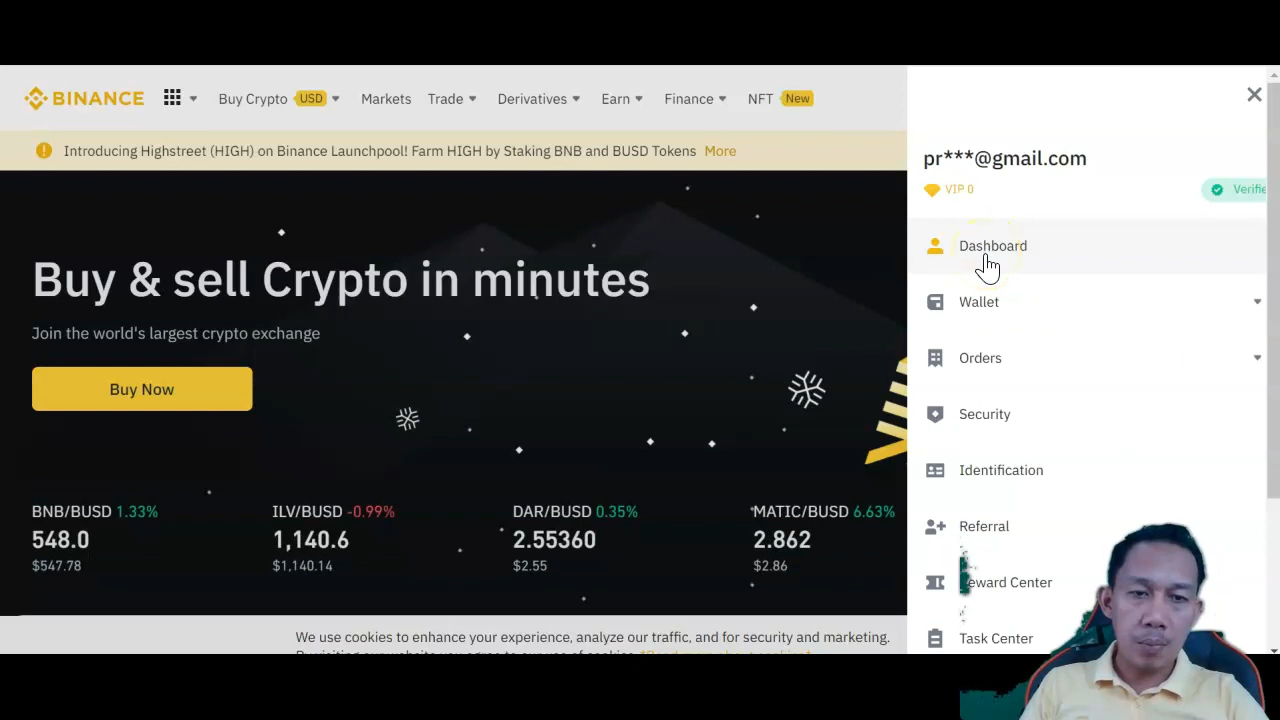 BINANCE
Buy Crypto USD Markets Trade Derivatives Earn Finance NFT New
Introducing Highstreet (HIGH) on Binance Launchpool! Farm HIGH by Staking BNB and BUSD Tokens More
Buy & sell Crypto in minutes
Join the world's largest crypto exchange
Buy Now
BNB/BUSD 1.33%
548.0
$547.78
ILV/BUSD -0.99%
1,140.6
$1,140.14
DAR/BUSD 0.35%
2.55360
$2.55
MATIC/BUSD 6.63%
2.862
$2.86
We use cookies to enhance your experience, analyze our traffic, and for security and marketing.
pr***@gmail.com
VIP 0
Verifie
Dashboard
Wallet
Orders
Security
Identification
Referral
eward Center
Task Center